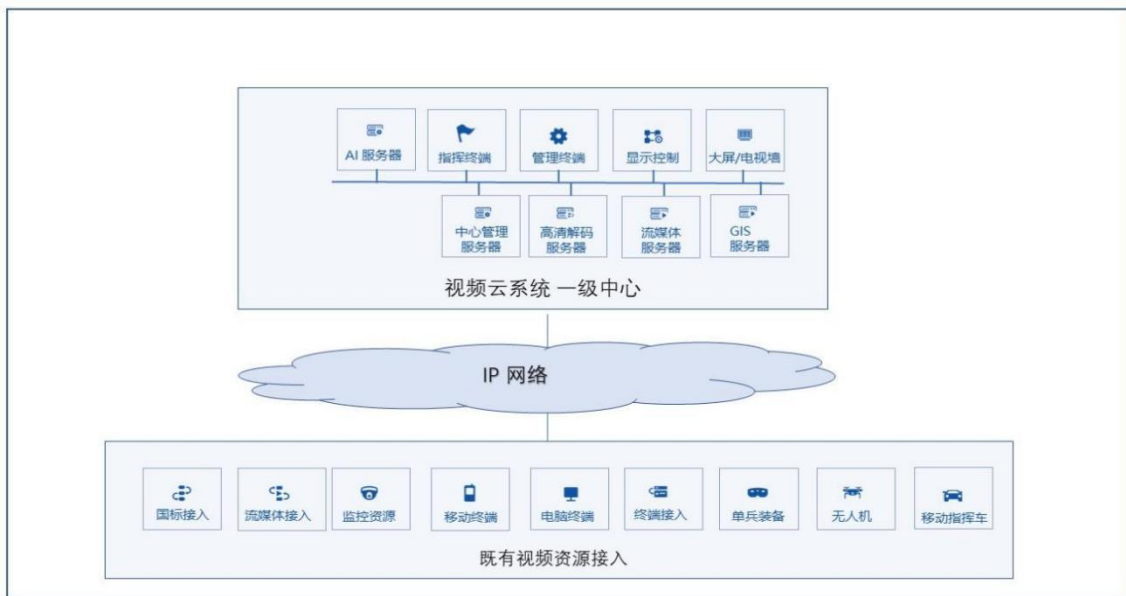 AI 服务器
指挥终端
管理终端
显示控制
大屏/电视墙
中心管理
服务器
高清解码
服务器
流媒体
服务器
GIS
服务器
视频云系统 一级中心
IP 网络
国标接入
流媒体接入
监控资源
移动终端
电脑终端
终端接入
单兵装备
无人机
移动指挥车
既有视频资源接入